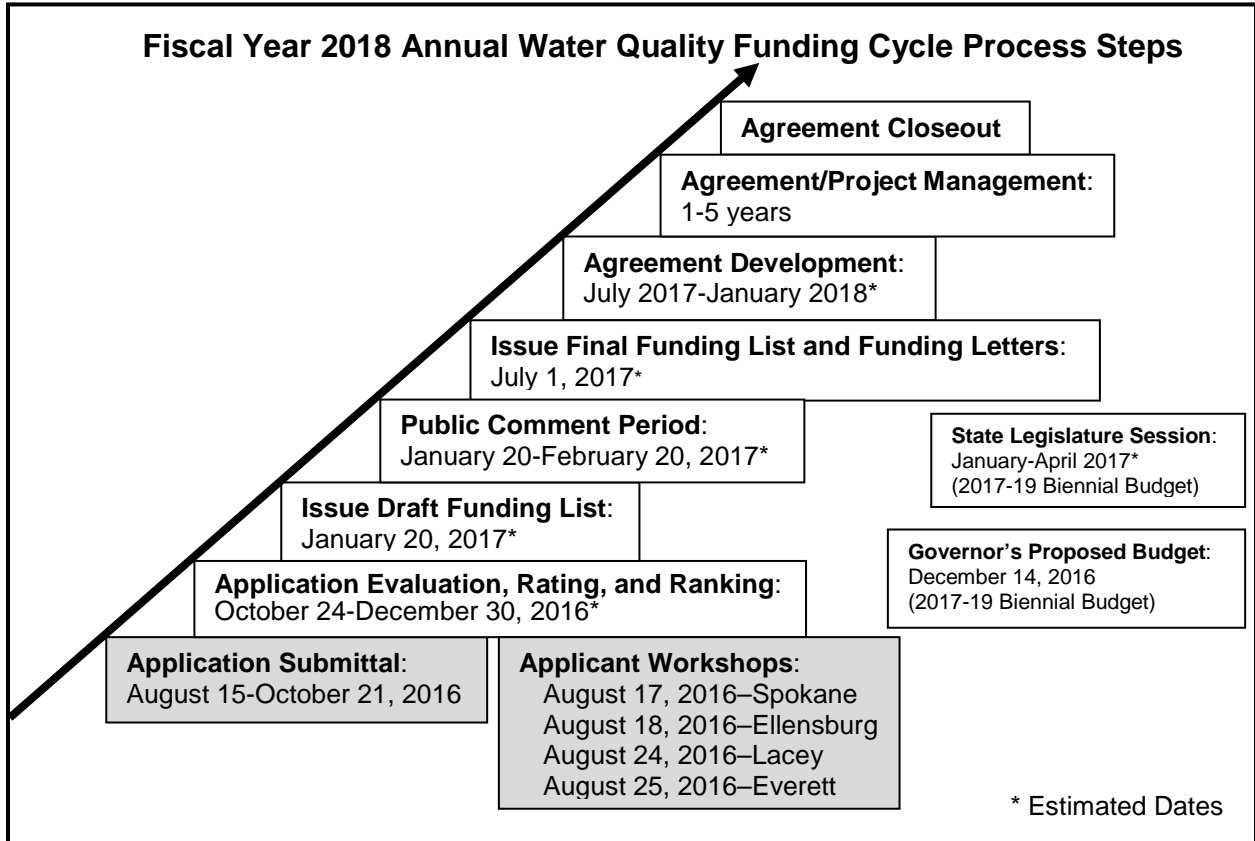 Fiscal Year 2018 Annual Water Quality Funding Cycle Process Steps
Agreement Closeout
Agreement/Project Management:
1-5 years
Agreement Development:
July 2017-January 2018*
Issue Final Funding List and Funding Letters:
July 1, 2017*
Public Comment Period:
January 20-February 20, 2017*
State Legislature Session:
January-April 2017*
(2017-19 Biennial Budget)
Issue Draft Funding List:
January 20, 2017*
Governor's Proposed Budget:
December 14, 2016
(2017-19 Biennial Budget)
Application Evaluation, Rating, and Ranking:
October 24-December 30, 2016*
Application Submittal:
August 15-October 21, 2016
Applicant Workshops:
August 17, 2016–Spokane
August 18, 2016–Ellensburg
August 24, 2016–Lacey
August 25, 2016–Everett
* Estimated Dates